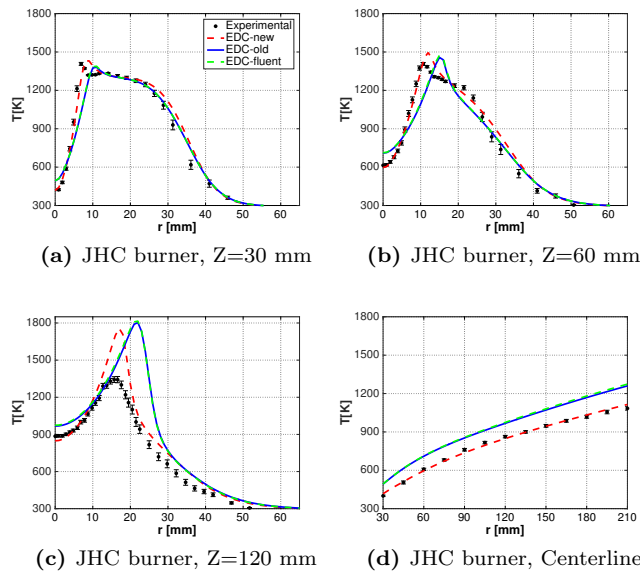 1800
1500
1200
900
600
300
T[K]
0 10 20 30 40 50 60
r [mm]
Experimental
EDC-new
EDC-old
EDC-fluent
(a) JHC burner, Z=30 mm
1800
1500
1200
900
600
300
T[K]
0 10 20 30 40 50 60
r [mm]
(b) JHC burner, Z=60 mm
1800
1500
1200
900
600
300
T[K]
0 10 20 30 40 50 60
r [mm]
(c) JHC burner, Z=120 mm
1800
1500
1200
900
600
300
T[K]
30 60 90 120 150 180 210
r [mm]
(d) JHC burner, Centerline